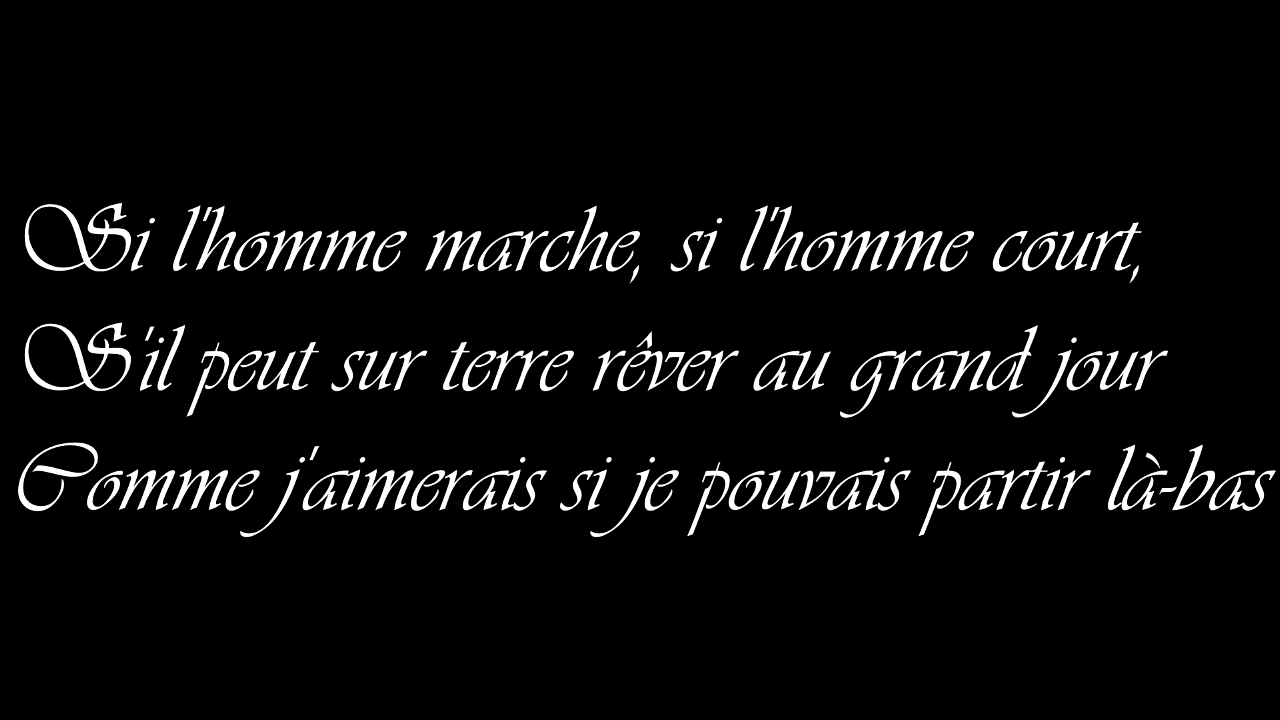 Si l'homme marche, si l'homme court,
S'il peut sur terre rêver au grand jour
Comme j'aimerais si je pouvais partir là-bas